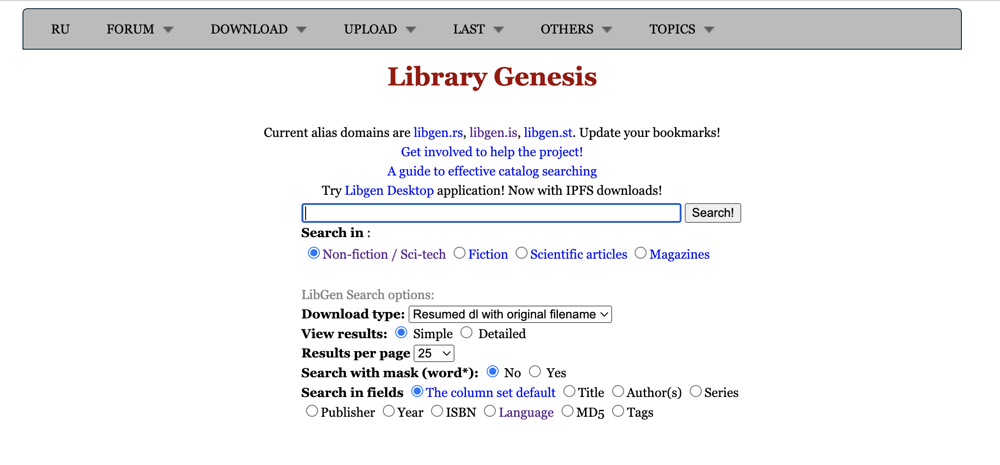 RU FORUM DOWNLOAD UPLOAD LAST OTHERS TOPICS
Library Genesis
Current alias domains are libgen.rs, libgen.is, libgen.st. Update your bookmarks!
Get involved to help the project!
A guide to effective catalog searching
Try Libgen Desktop application! Now with IPFS downloads!
Search!
Search in :
Non-fiction / Sci-tech Fiction Scientific articles Magazines
LibGen Search options:
Download type: Resumed dl with original filename
View results: Simple Detailed
Results per page 25
Search with mask (word*): No Yes
Search in fields The column set default Title Author(s) Series
Publisher Year ISBN Language MD5 Tags